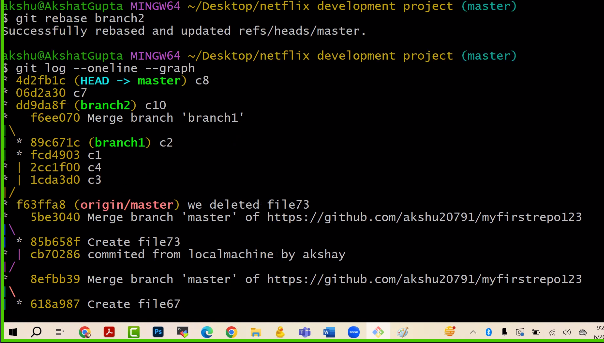 akshu@AkshatGupta MINGW64 ~/Desktop/netflix development project (master)
$ git rebase branch2
Successfully rebased and updated refs/heads/master.
akshu@AkshatGupta MINGW64 ~/Desktop/netflix development project (master)
$ git log --oneline --graph
* 4d2fb1c (HEAD -> master) c8
* 06d2a30 c7
* dd9da8f (branch2) c10
*   f6ee070 Merge branch 'branch1'
|\
| * 89c671c (branch1) c2
| * fcd4903 c1
* | 2cc1f00 c4
* | 1cda3d0 c3
|/
* f63ffa8 (origin/master) we deleted file73
*   5be3040 Merge branch 'master' of https://github.com/akshu20791/myfirstrepo123
|\
| * 85b658f Create file73
* | cb70286 commited from localmachine by akshay
|/
*   8efbb39 Merge branch 'master' of https://github.com/akshu20791/myfirstrepo123
|\
| * 618a987 Create file67